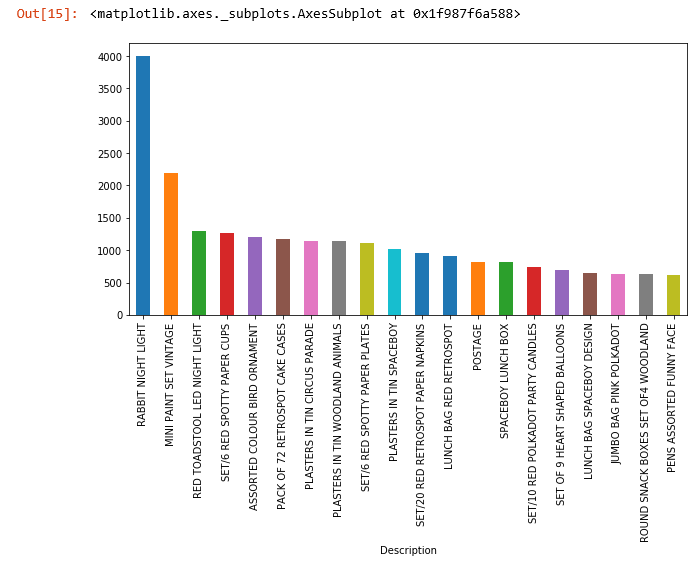 Out[15]: <matplotlib.axes._subplots.AxesSubplot at 0x1f987f6a588>
4000
3500
3000
2500
2000
1500
1000
500
0
RABBIT NIGHT LIGHT
MINI PAINT SET VINTAGE
RED TOADSTOOL LED NIGHT LIGHT
SET/6 RED SPOTTY PAPER CUPS
ASSORTED COLOUR BIRD ORNAMENT
PACK OF 72 RETROSPOT CAKE CASES
PLASTERS IN TIN CIRCUS PARADE
PLASTERS IN TIN WOODLAND ANIMALS
SET/6 RED SPOTTY PAPER PLATES
PLASTERS IN TIN SPACEBOY
SET/20 RED RETROSPOT PAPER NAPKINS
LUNCH BAG RED RETROSPOT
POSTAGE
SPACEBOY LUNCH BOX
SET/10 RED POLKADOT PARTY CANDLES
SET OF 9 HEART SHAPED BALLOONS
LUNCH BAG SPACEBOY DESIGN
JUMBO BAG PINK POLKADOT
ROUND SNACK BOXES SET OF4 WOODLAND
PENS ASSORTED FUNNY FACE
Description